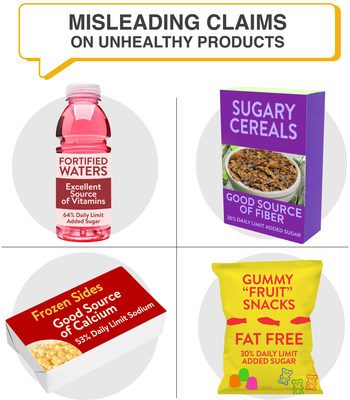 MISLEADING CLAIMS
ON UNHEALTHY PRODUCTS
FORTIFIED
WATERS
Excellent
Source
of Vitamins
64% Daily Limit
Added Sugar
SUGARY
CEREALS
GOOD SOURCE
OF FIBER
26% DAILY LIMIT ADDED SUGAR
Frozen Sides
Good Source
of Calcium
53% Daily Limit Sodium
GUMMY
"FRUIT"
SNACKS
FAT FREE
30% DAILY LIMIT
ADDED SUGAR